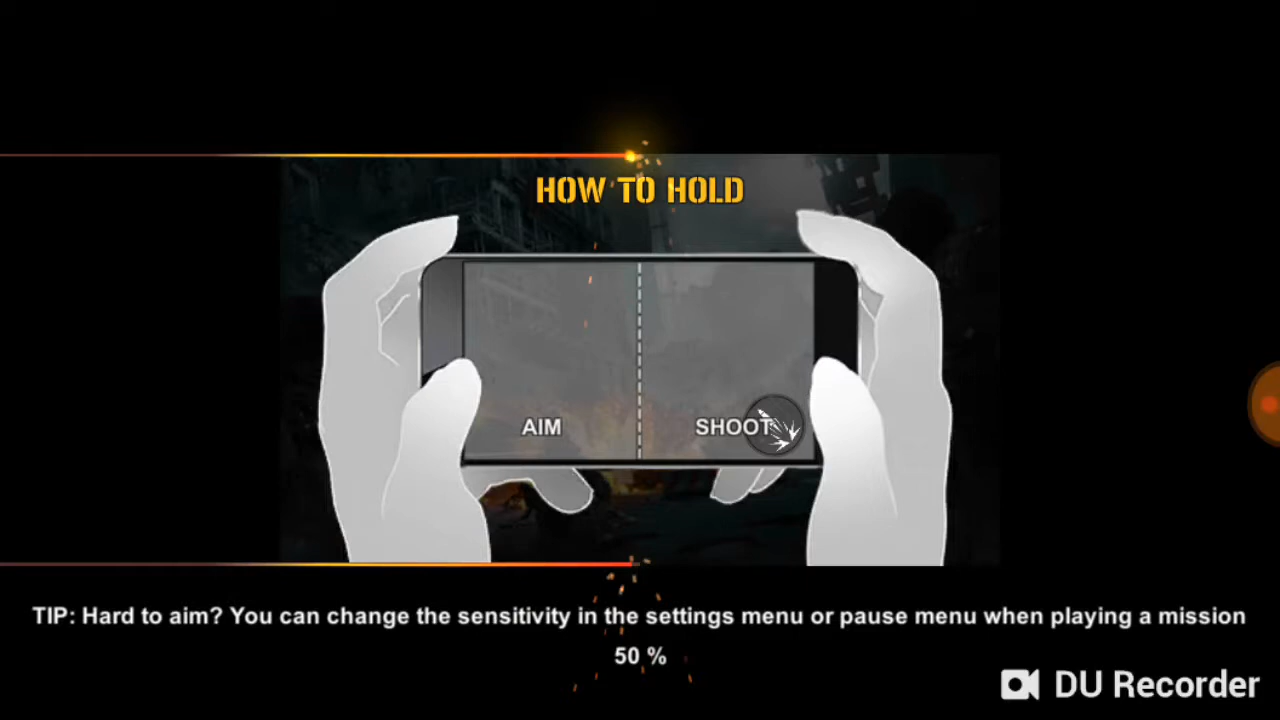 HOW TO HOLD
AIM
SHOOT
TIP: Hard to aim? You can change the sensitivity in the settings menu or pause menu when playing a mission
50 %
DU Recorder